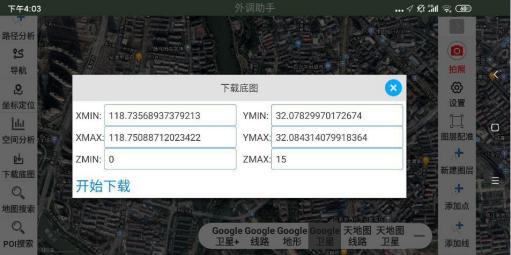 下午4:03
外调助手
路径分析
导航
坐标定位
空间分析
下载底图
地图搜索
POI搜索
下载底图
XMIN: 118.73568937379213 YMIN: 32.07829970172674
XMAX: 118.75088712023422 YMAX: 32.084314079918364
ZMIN: 0 ZMAX: 15
开始下载
Google 卫星+
Google 线路
Google 地形
Google 卫星
天地图 线路
天地图 卫星
拍照
设置
图层配准
新建图层
添加点
添加线